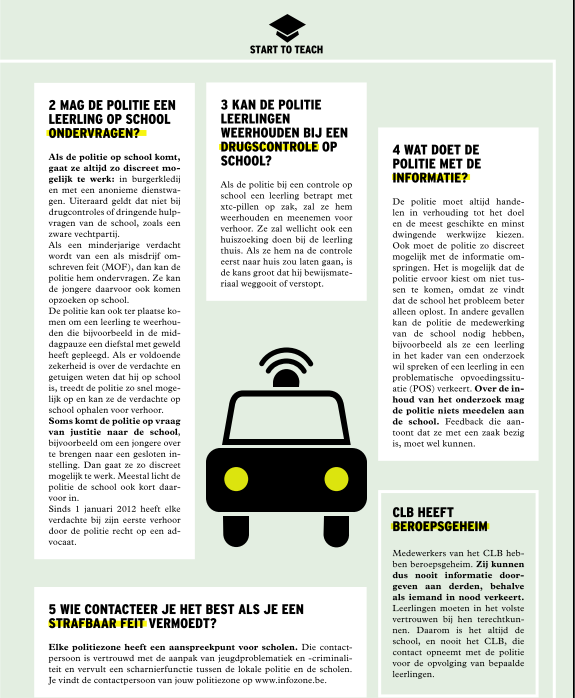 START TO TEACH
2 MAG DE POLITIE EEN
LEERLING OP SCHOOL
ONDERVRAGEN?
Als de politie op school komt,
gaat ze altijd zo discreet mo-
gelijk te werk: in burgerkledij
en met een anonieme dienstwa-
gen. Uiteraard geldt dat niet bij
drugcontroles of dringende hulp-
vragen van de school, zoals een
zware vechtpartij.
Als een minderjarige verdacht
wordt van een als misdrijf om-
schreven feit (MOF), dan kan de
politie hem ondervragen. Ze kan
de jongere daarvoor ook komen
opzoeken op school.
De politie kan ook ter plaatse ko-
men om een leerling te weerhou-
den die bijvoorbeeld in de mid-
dagpauze een diefstal met geweld
heeft gepleegd. Als er voldoende
zekerheid is over de verdachte en
getuigen weten dat hij op school
is, treedt de politie zo snel moge-
lijk op en kan ze de verdachte op
school ophalen voor verhoor.
Soms komt de politie op vraag
van justitie naar de school,
bijvoorbeeld om een jongere over
te brengen naar een gesloten in-
stelling. Dan gaat ze zo discreet
mogelijk te werk. Meestal licht de
politie de school ook kort daar-
voor in.
Sinds 1 januari 2012 heeft elke
verdachte bij zijn eerste verhoor
door de politie recht op een ad-
vocaat.
3 KAN DE POLITIE
LEERLINGEN
WEERHOUDEN BIJ EEN
DRUGSCONTROLE OP
SCHOOL?
Als de politie bij een controle op
school een leerling betrapt met
xtc-pillen op zak, zal ze hem
weerhouden en meenemen voor
verhoor. Ze zal wellicht ook een
huiszoeking doen bij de leerling
thuis. Als ze hem na de controle
eerst naar huis zou laten gaan, is
de kans groot dat hij bewijsmate-
riaal weggooit of verstopt.
4 WAT DOET DE
POLITIE MET DE
INFORMATIE?
De politie moet altijd hande-
len in verhouding tot het doel
en de meest geschikte en minst
dwingende werkwijze kiezen.
Ook moet de politie zo discreet
mogelijk met de informatie om-
springen. Het is mogelijk dat de
politie ervoor kiest om niet tus-
sen te komen, omdat ze vindt
dat de school het probleem beter
alleen oplost. In andere gevallen
kan de politie de medewerking
van de school nodig hebben,
bijvoorbeeld als ze een leerling
in het kader van een onderzoek
wil spreken of een leerling in een
problematische opvoedingssitu-
atie (POS) verkeert. Over de in-
houd van het onderzoek mag
de politie niets meedelen aan
de school. Feedback die aan-
toont dat ze met een zaak bezig
is, moet wel kunnen.
CLB HEEFT
BEROEPSGEHEIM
Medewerkers van het CLB heb-
ben beroepsgeheim. Zij kunnen
dus nooit informatie door-
geven aan derden, behalve
als iemand in nood verkeert.
Leerlingen moeten in het volste
vertrouwen bij hen terechtkun-
nen. Daarom is het altijd de
school, en nooit het CLB, die
contact opneemt met de politie
voor de opvolging van bepaalde
leerlingen.
5 WIE CONTACTEER JE HET BEST ALS JE EEN
STRAFBAAR FEIT VERMOEDT?
Elke politiezone heeft een aanspreekpunt voor scholen. Die contact-
persoon is vertrouwd met de aanpak van jeugdproblematiek en -criminali-
teit en vervult een scharnierfunctie tussen de lokale politie en de scholen.
Je vindt de contactpersoon van jouw politiezone op www.infozone.be.